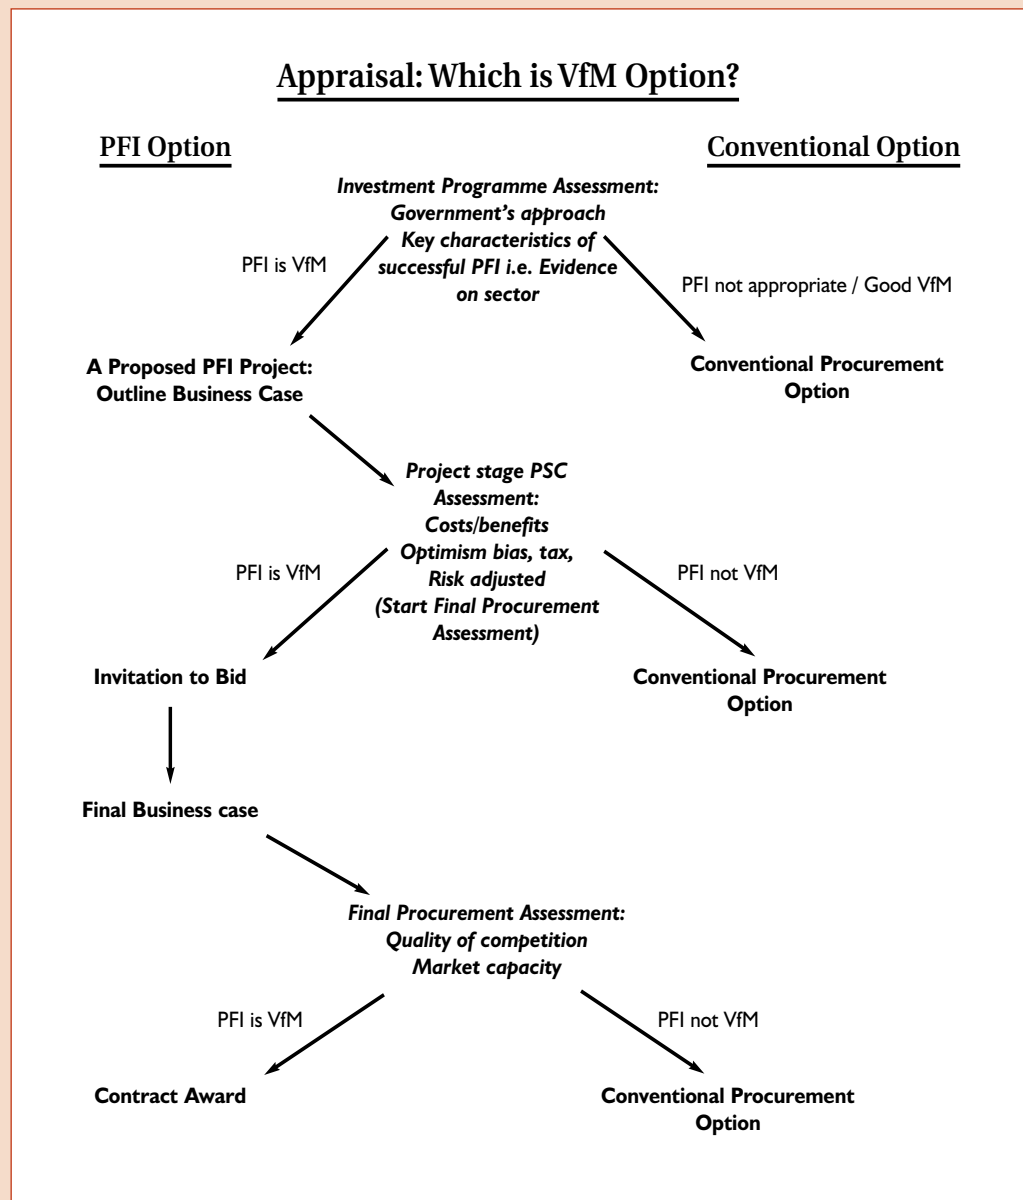 Appraisal: Which is VfM Option?
PFI Option
Conventional Option
Investment Programme Assessment:
Government's approach
Key characteristics of
successful PFI i.e. Evidence
on sector
PFI is VfM
PFI not appropriate / Good VfM
A Proposed PFI Project:
Outline Business Case
Conventional Procurement
Option
Project stage PSC
Assessment:
Costs/benefits
Optimism bias, tax,
Risk adjusted
(Start Final Procurement
Assessment)
PFI is VfM
PFI not VfM
Invitation to Bid
Conventional Procurement
Option
Final Business case
Final Procurement Assessment:
Quality of competition
Market capacity
PFI is VfM
PFI not VfM
Contract Award
Conventional Procurement
Option